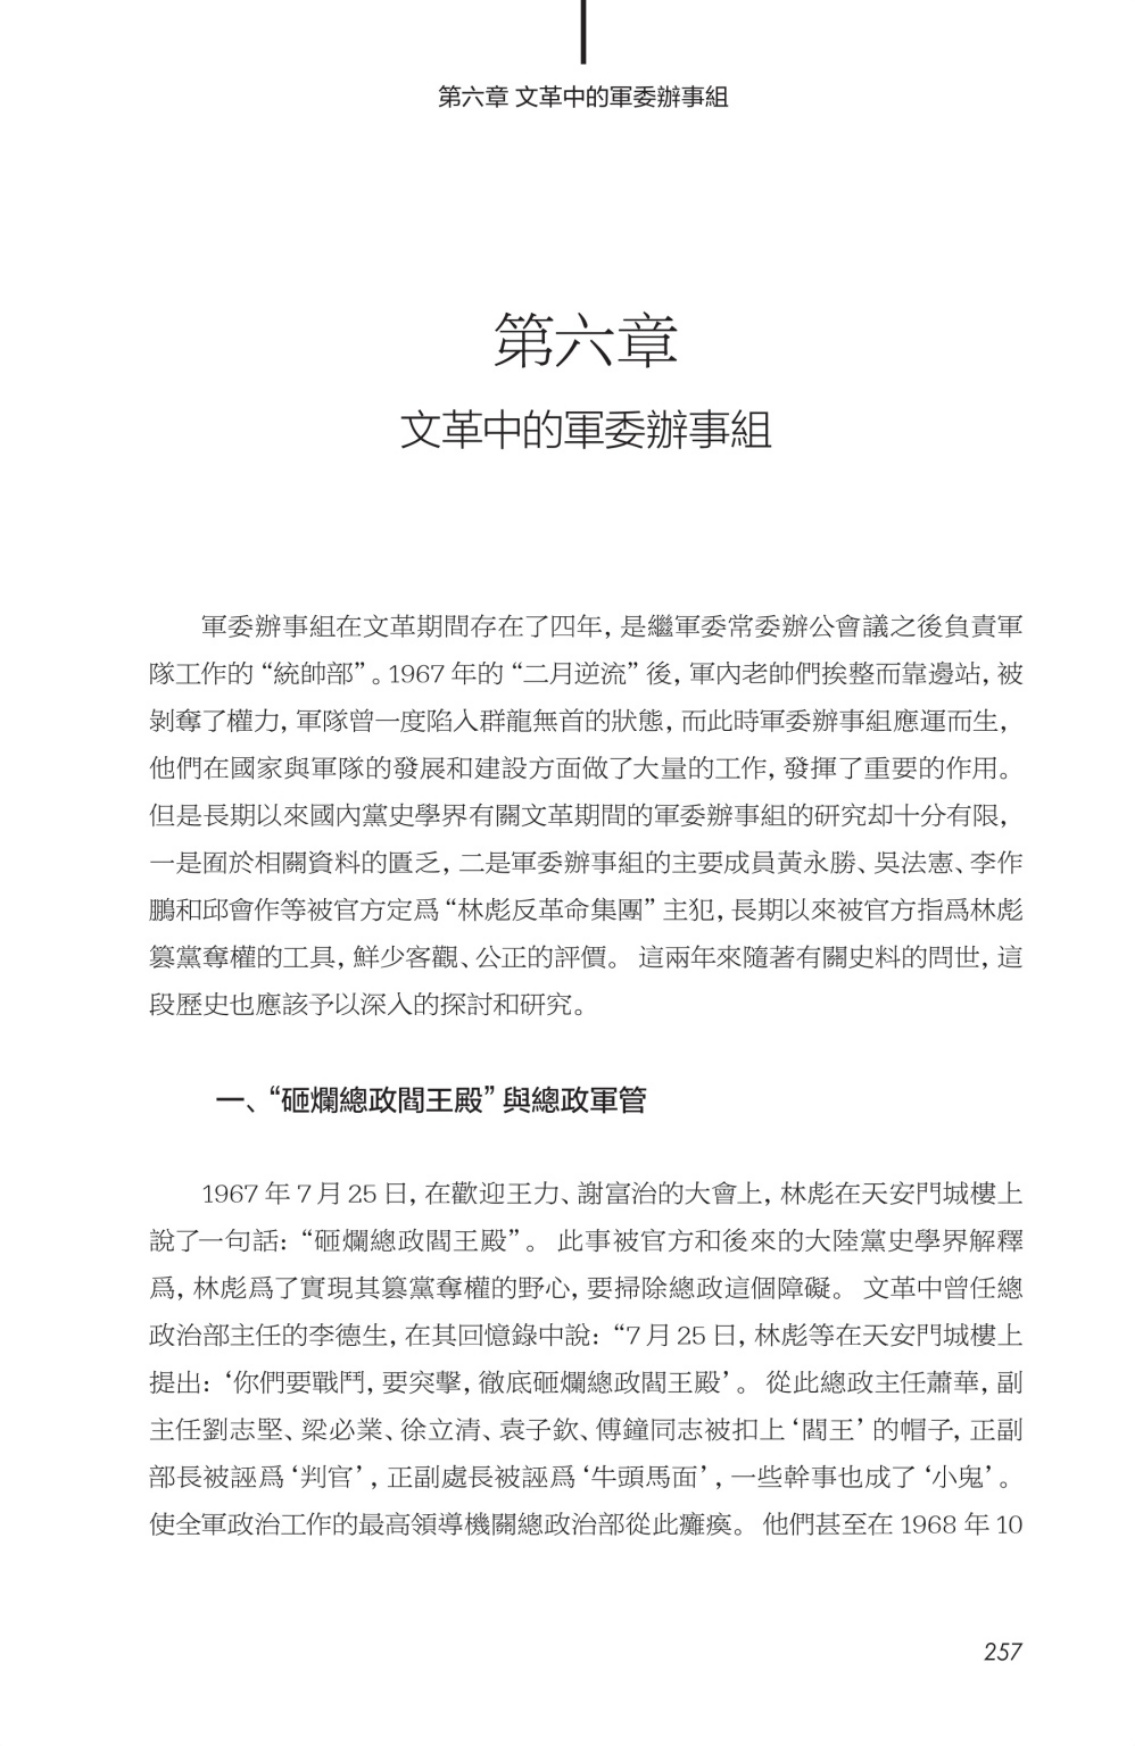 第六章 文革中的軍委辦事組
第六章
文革中的軍委辦事組
軍委辦事組在文革期間存在了四年, 是繼軍委常委辦公會議之後負責軍
隊工作的 “統帥部” 。1967 年的 “二月逆流” 後, 軍內老帥們挨整而靠邊站, 被
剝奪了權力, 軍隊曾一度陷入群龍無首的狀態, 而此時軍委辦事組應運而生,
他們在國家與軍隊的發展和建設方面做了大量的工作, 發揮了重要的作用。
但是長期以來國內黨史學界有關文革期間的軍委辦事組的研究却十分有限,
一是囿於相關資料的匱乏, 二是軍委辦事組的主要成員黃永勝、吳法憲、李作
鵬和邱會作等被官方定爲 “林彪反革命集團” 主犯, 長期以來被官方指爲林彪
篡黨奪權的工具, 鮮少客觀、公正的評價。 這兩年來隨著有關史料的問世, 這
段歷史也應該予以深入的探討和研究。
一、“砸爛總政閻王殿” 與總政軍管
1967 年 7 月 25 日, 在歡迎王力、謝富治的大會上, 林彪在天安門城樓上
說了一句話: “砸爛總政閻王殿”。 此事被官方和後來的大陸黨史學界解釋
爲, 林彪爲了實現其篡黨奪權的野心, 要掃除總政這個障礙。 文革中曾任總
政治部主任的李德生, 在其回憶錄中說: “7 月 25 日, 林彪等在天安門城樓上
提出: ‘你們要戰鬥, 要突擊, 徹底砸爛總政閻王殿’ 。 從此總政主任蕭華, 副
主任劉志堅、梁必業、徐立清、袁子欽、傅鐘同志被扣上 ‘閻王’ 的帽子, 正副
部長被誣爲 ‘判官’ , 正副處長被誣爲 ‘牛頭馬面’ , 一些幹事也成了 ‘小鬼’ 。
使全軍政治工作的最高領導機關總政治部從此癱瘓。 他們甚至在 1968 年 10
257